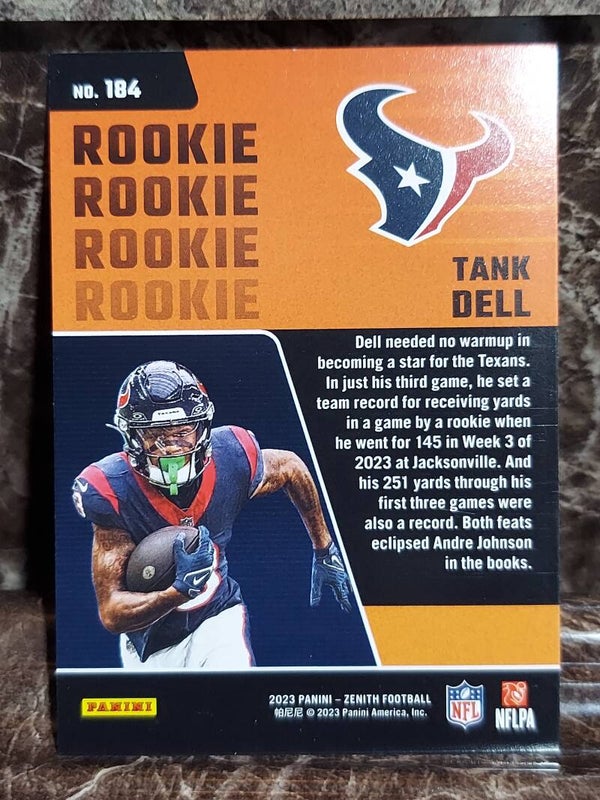 NO. 184
ROOKIE
ROOKIE
ROOKIE
ROOKIE
TANK
DELL
Dell needed no warmup in
becoming a star for the Texans.
In just his third game, he set a
team record for receiving yards
in a game by a rookie when
he went for 145 in Week 3 of
2023 at Jacksonville. And
his 251 yards through his
first three games were
also a record. Both feats
eclipsed Andre Johnson
in the books.
PANINI
2023 PANINI – ZENITH FOOTBALL
帕尼尼 © 2023 Panini America, Inc.
NFL
NFLPA